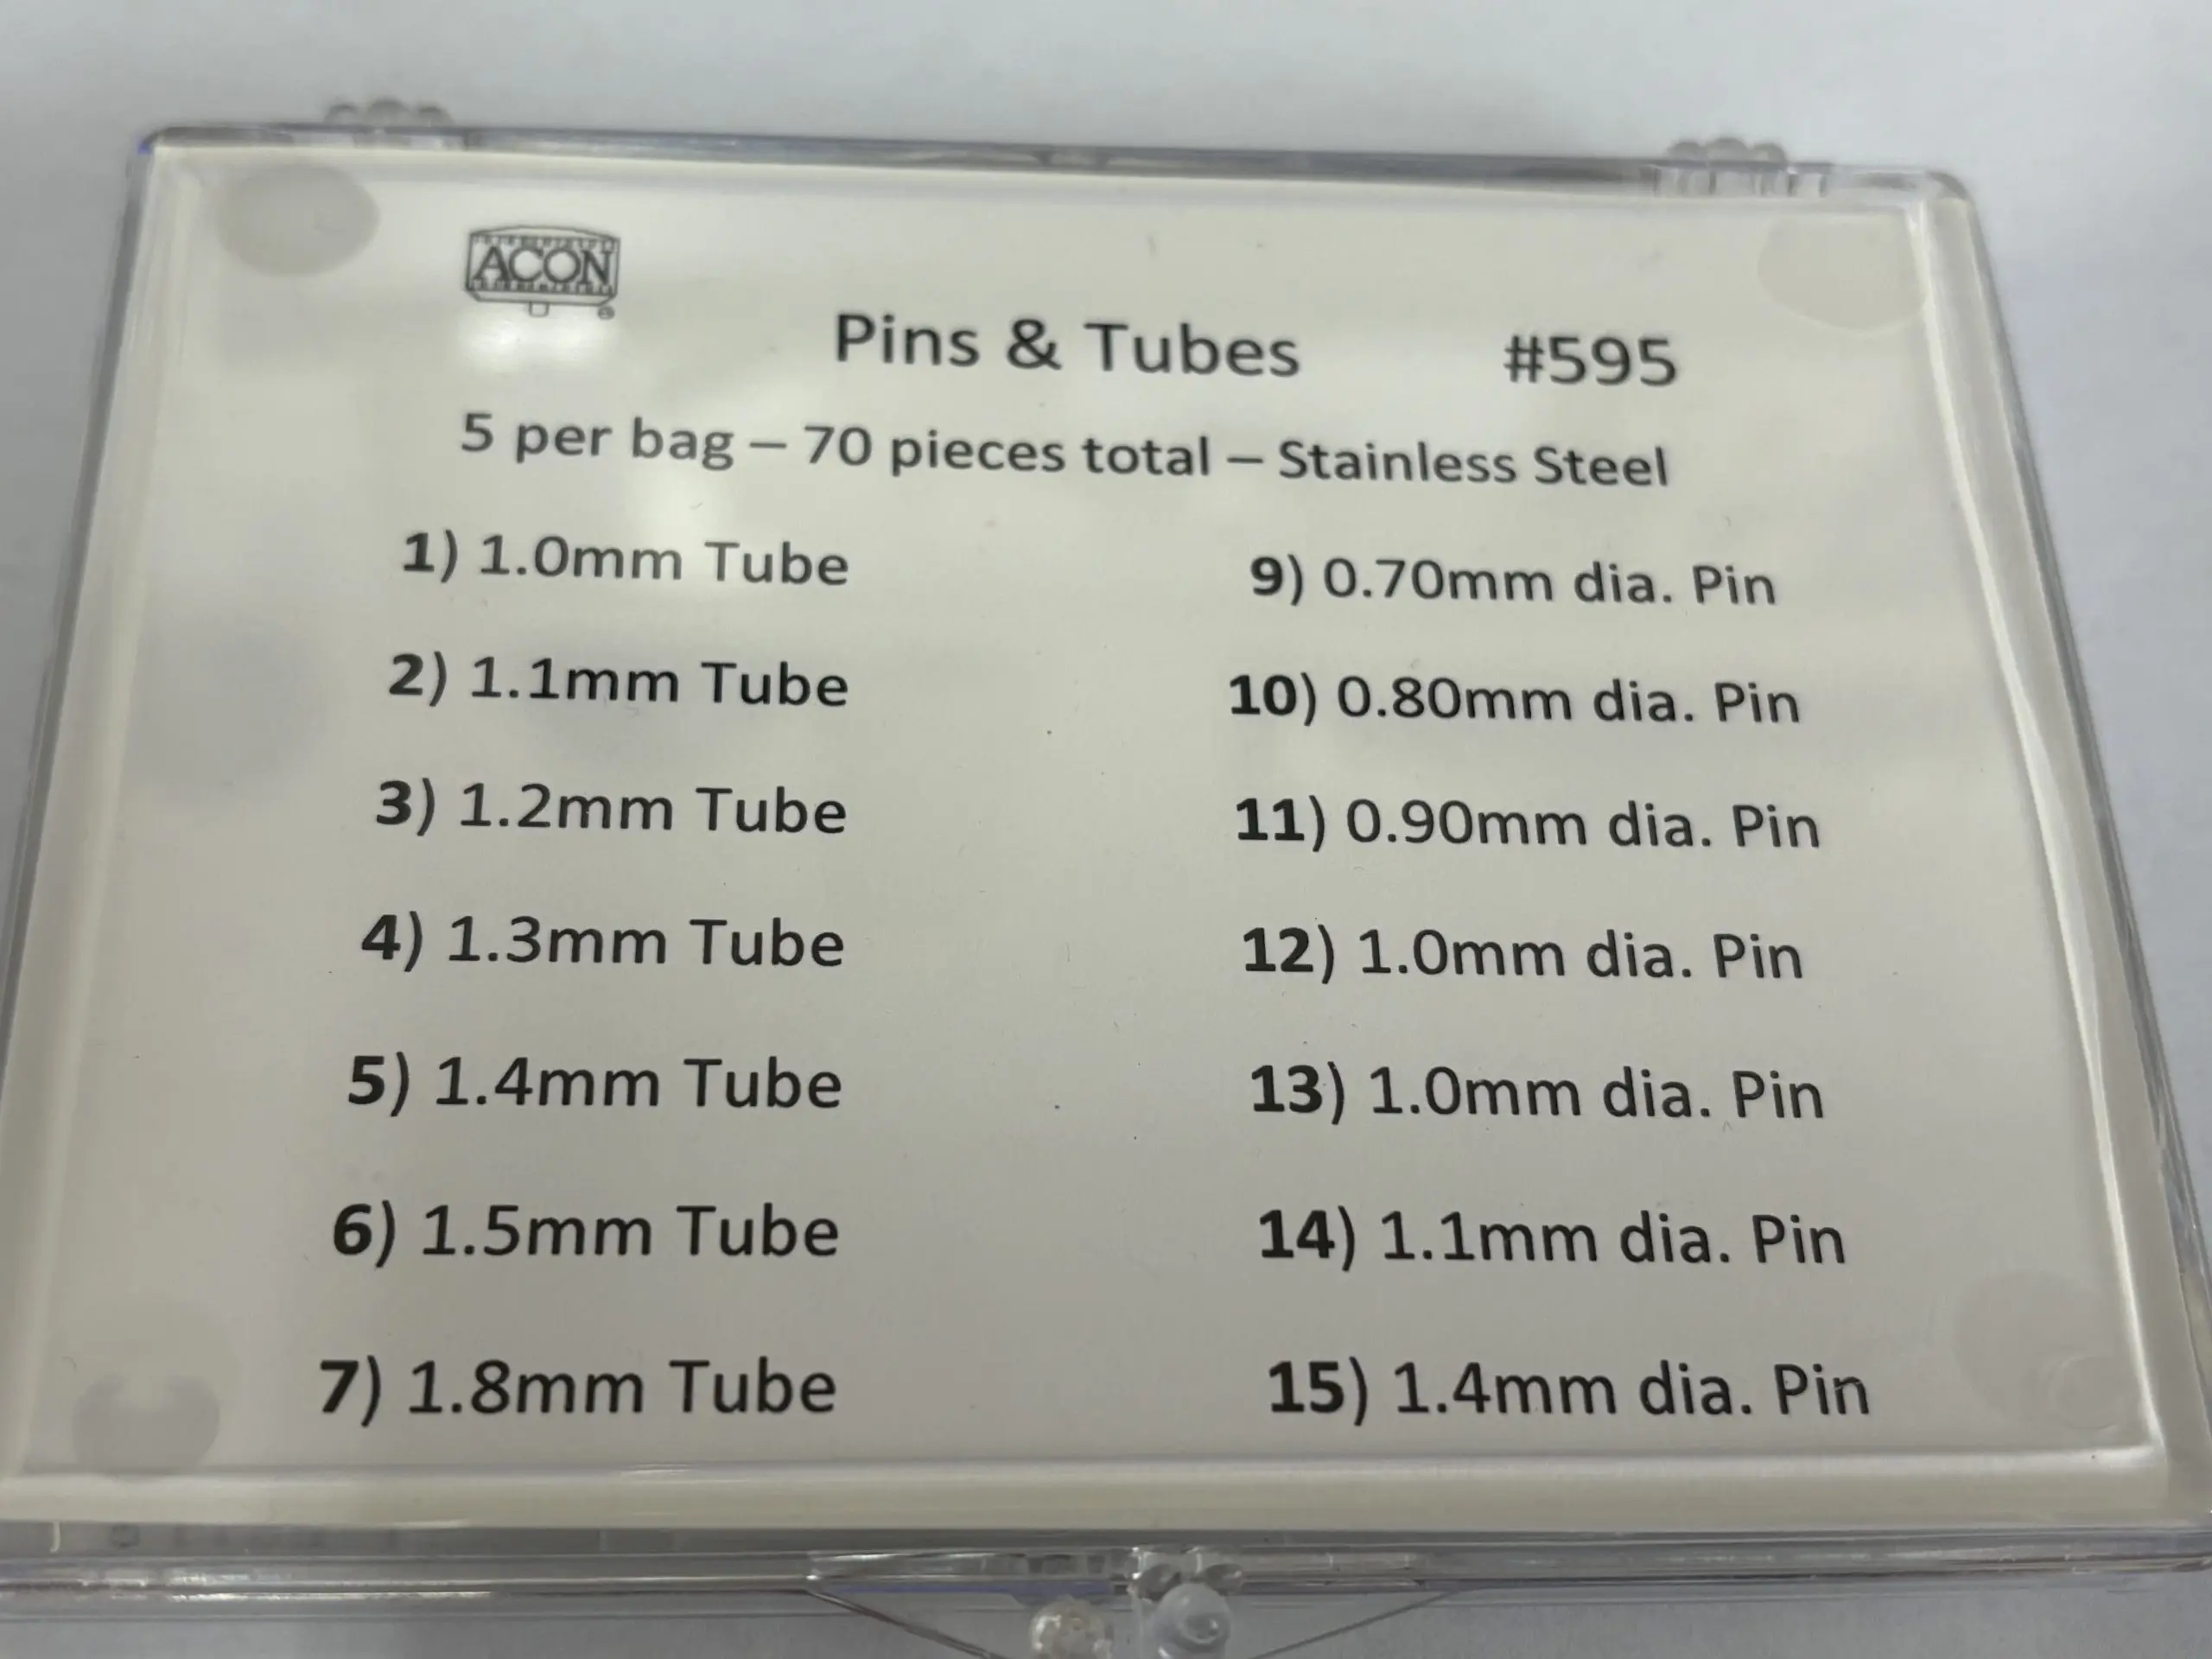 ACON
Pins & Tubes #595
5 per bag – 70 pieces total – Stainless Steel
1) 1.0mm Tube
2) 1.1mm Tube
3) 1.2mm Tube
4) 1.3mm Tube
5) 1.4mm Tube
6) 1.5mm Tube
7) 1.8mm Tube
9) 0.70mm dia. Pin
10) 0.80mm dia. Pin
11) 0.90mm dia. Pin
12) 1.0mm dia. Pin
13) 1.0mm dia. Pin
14) 1.1mm dia. Pin
15) 1.4mm dia. Pin